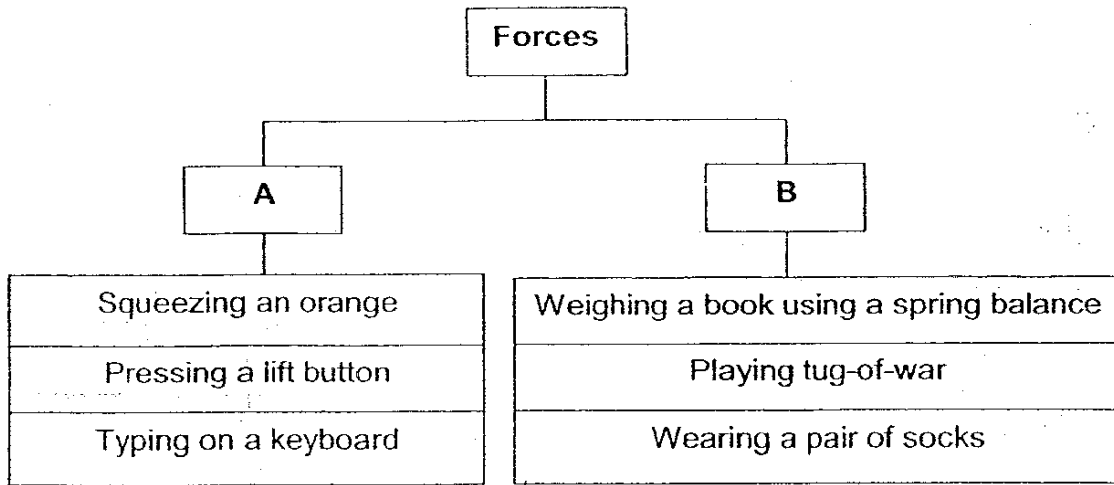 Forces
A
B
Squeezing an orange
Pressing a lift button
Typing on a keyboard
Weighing a book using a spring balance
Playing tug-of-war
Wearing a pair of socks